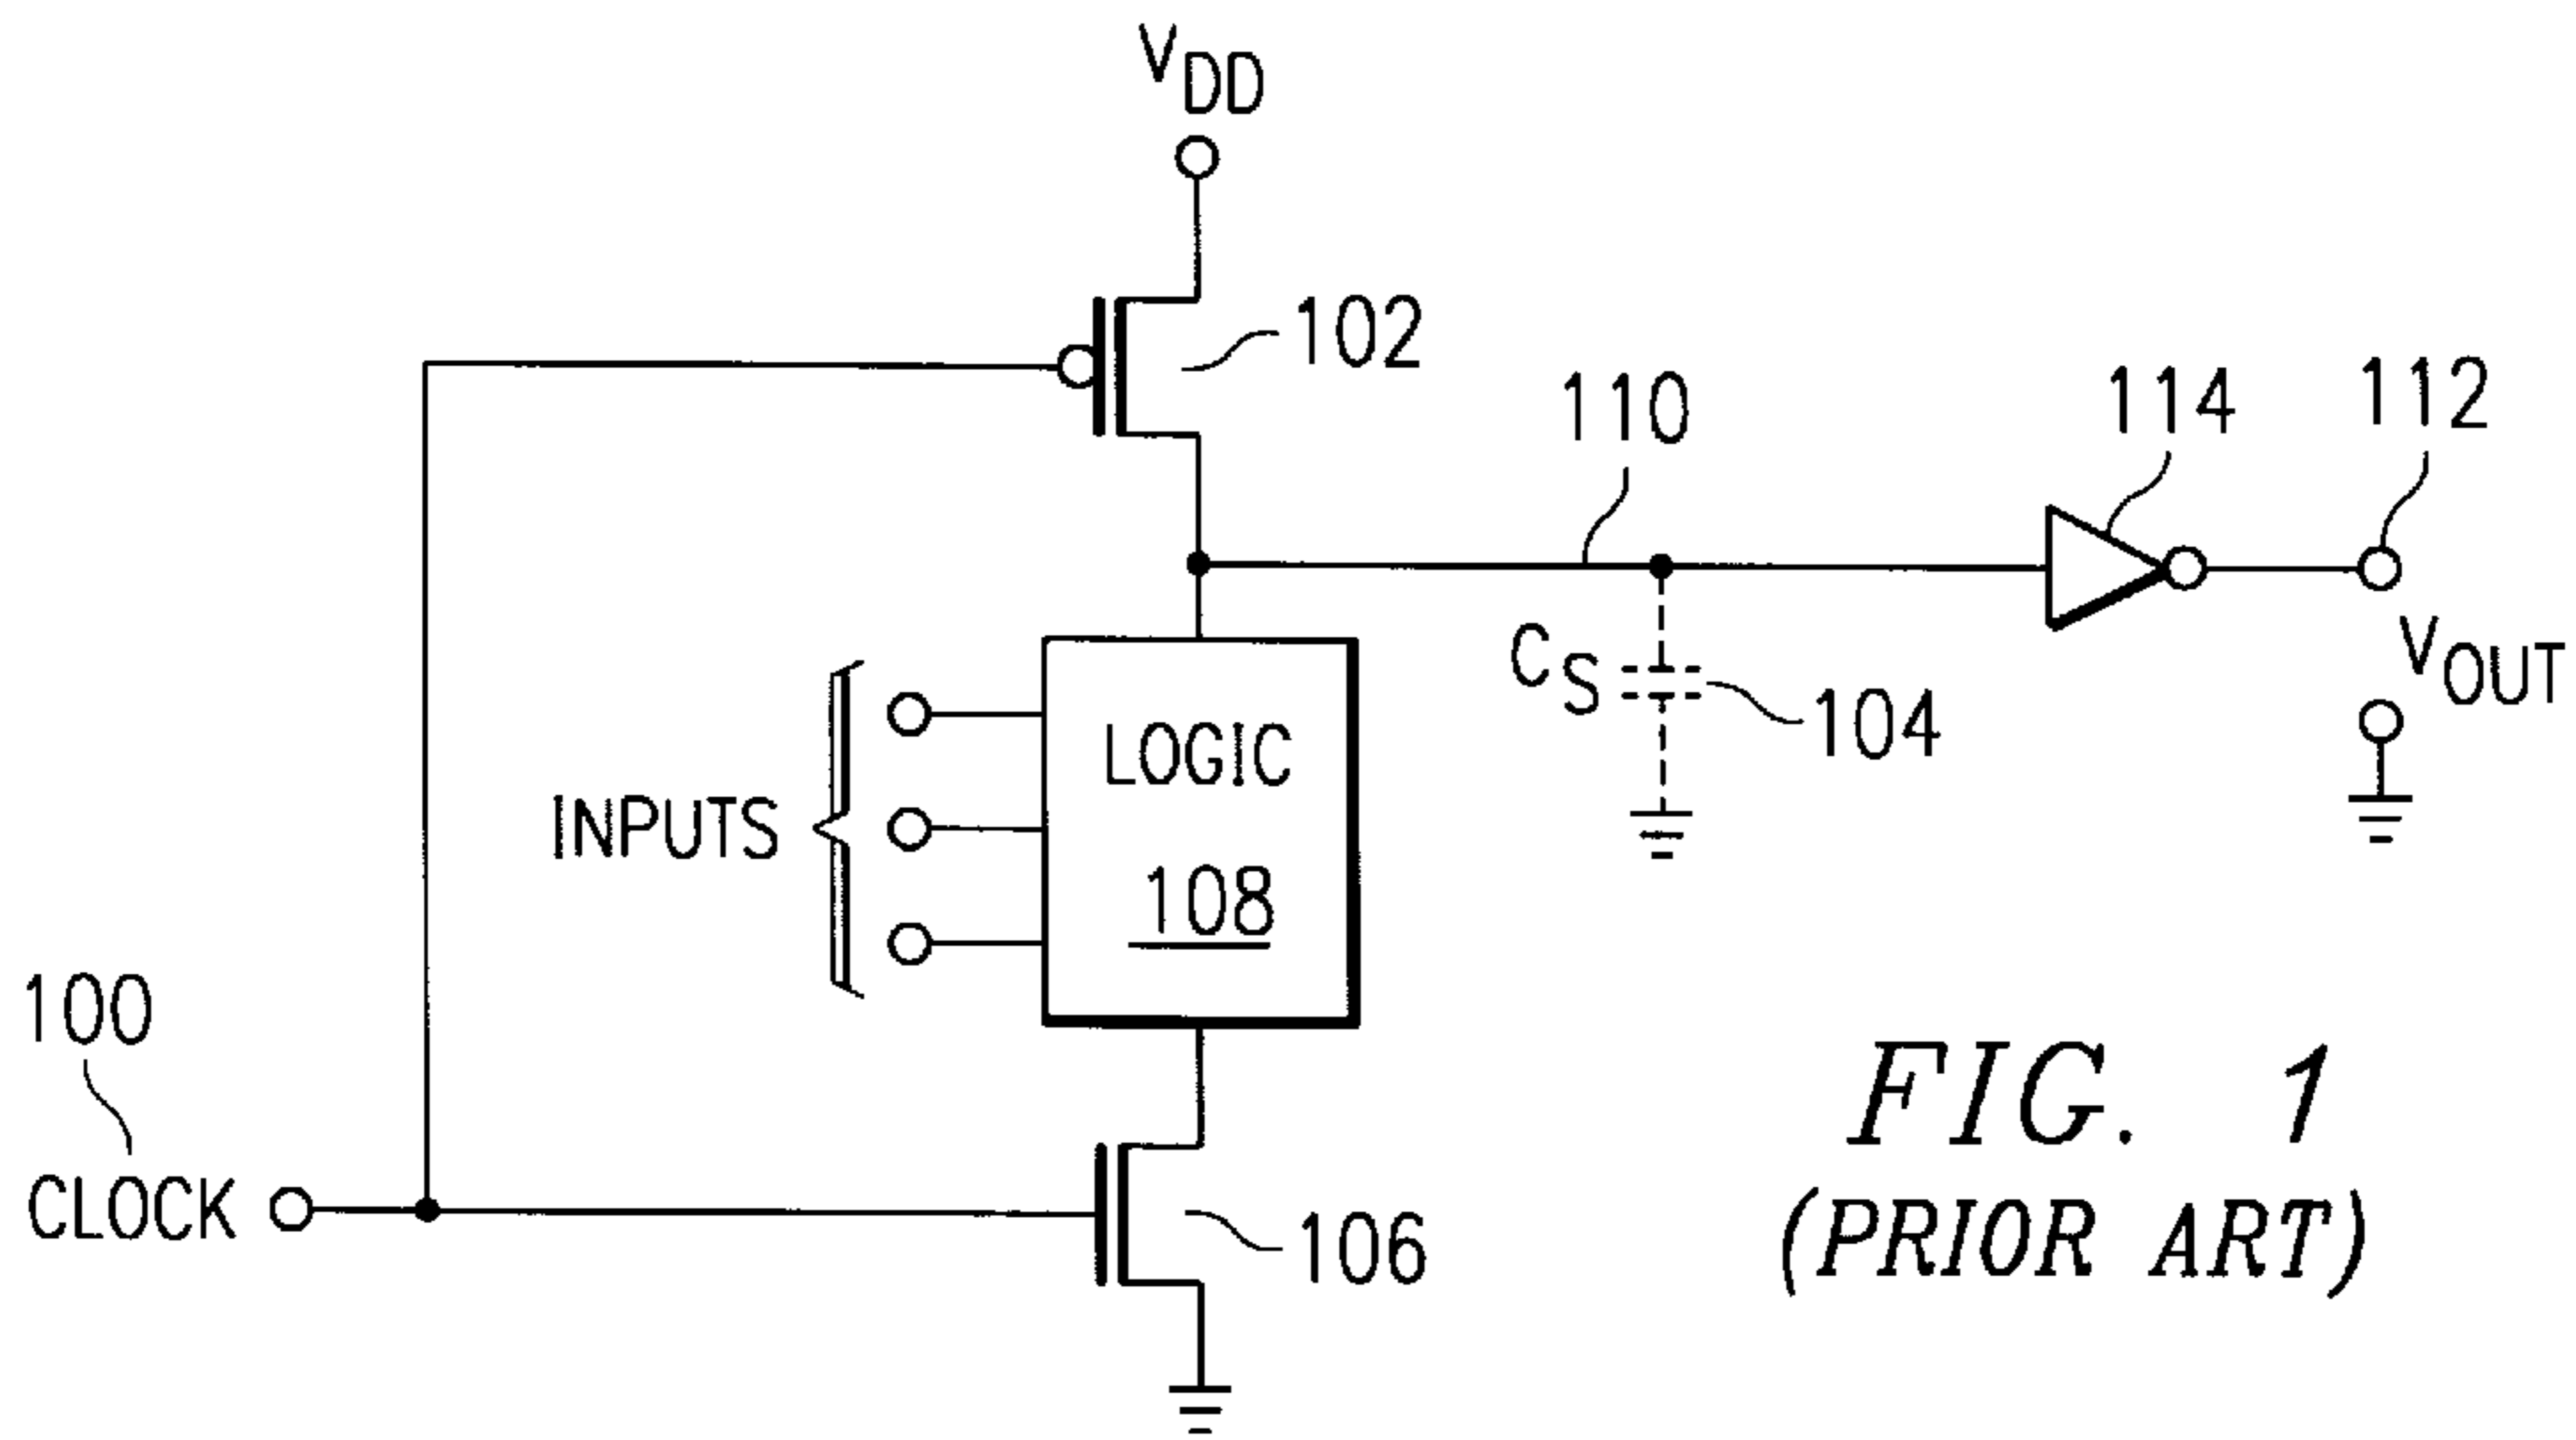 VDD
102
110
114
112
CS
104
VOUT
INPUTS
LOGIC
108
100
CLOCK
106
FIG. 1
(PRIOR ART)